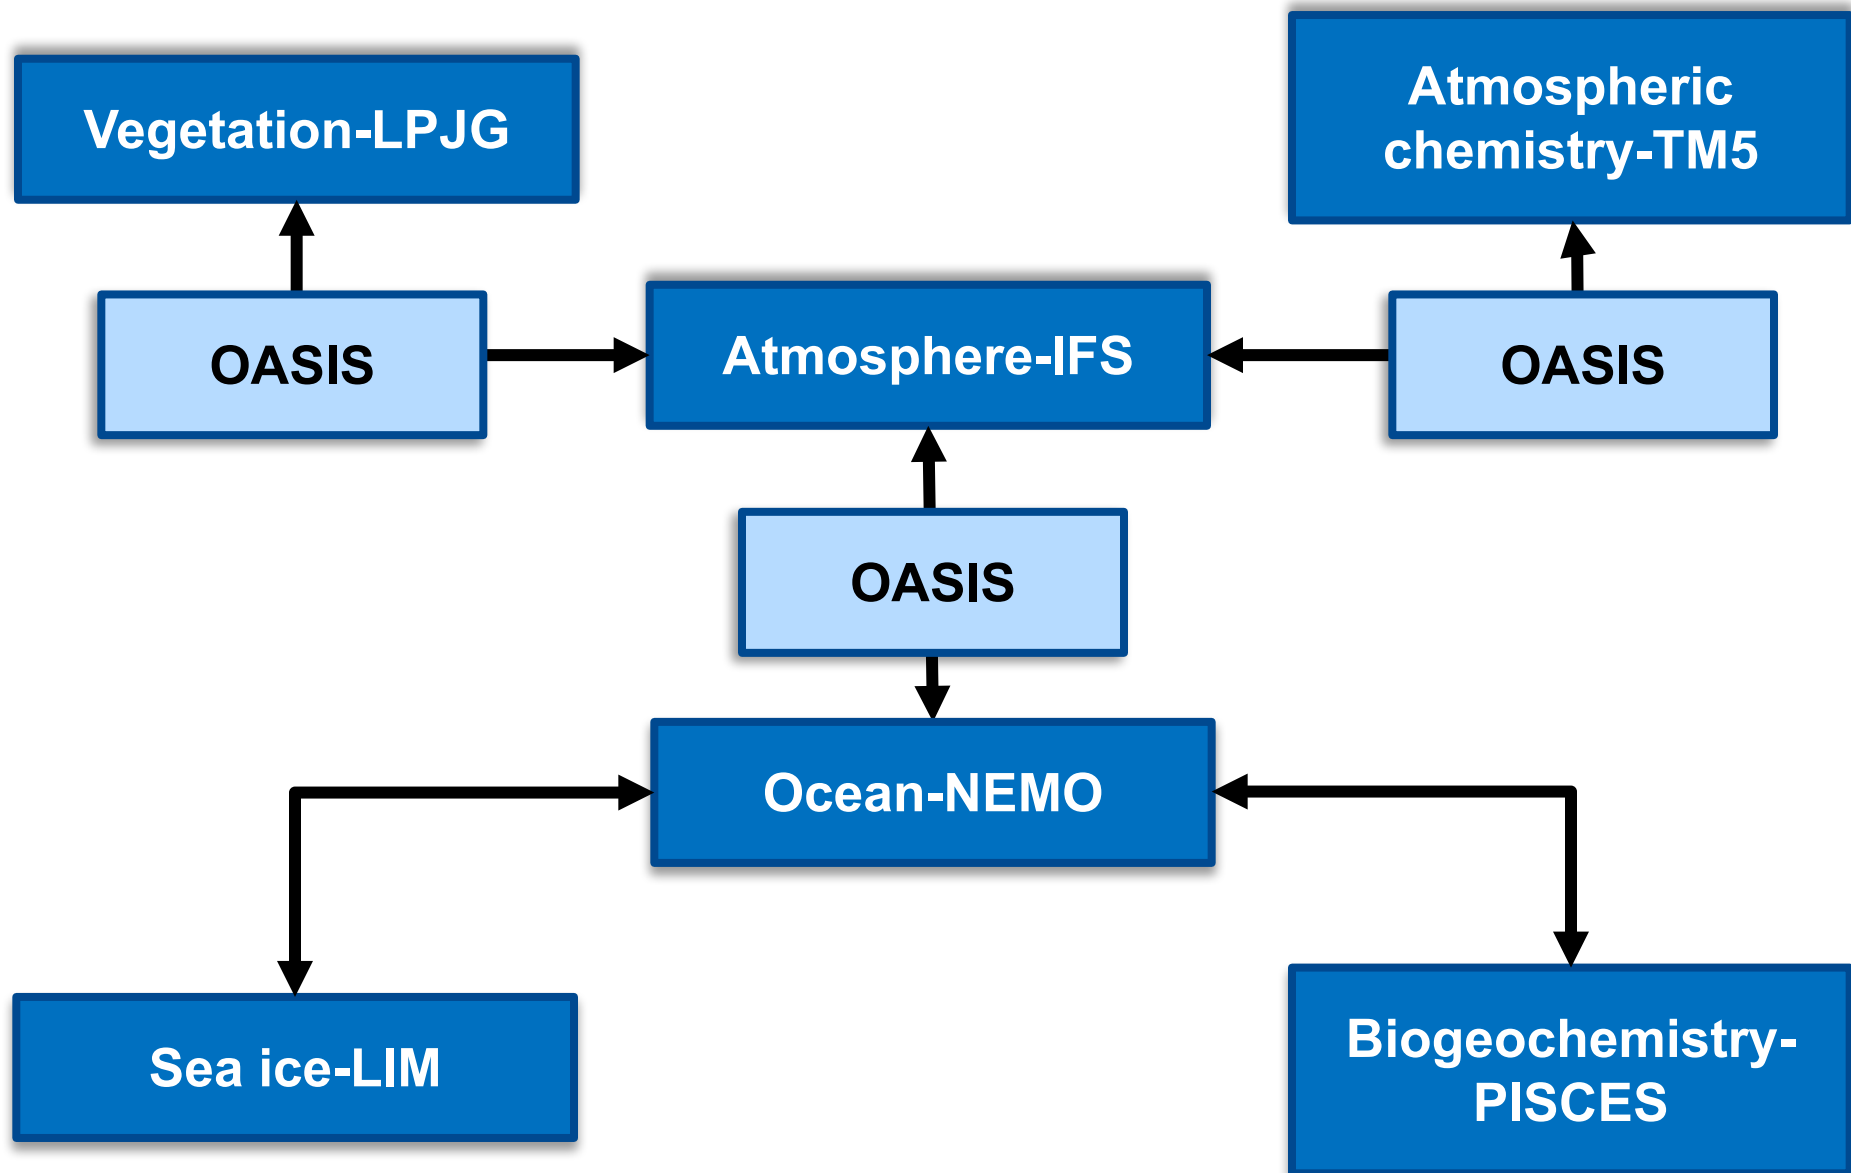 Vegetation-LPJG
Atmospheric
chemistry-TM5
OASIS
Atmosphere-IFS
OASIS
OASIS
Ocean-NEMO
Sea ice-LIM
Biogeochemistry-
PISCES